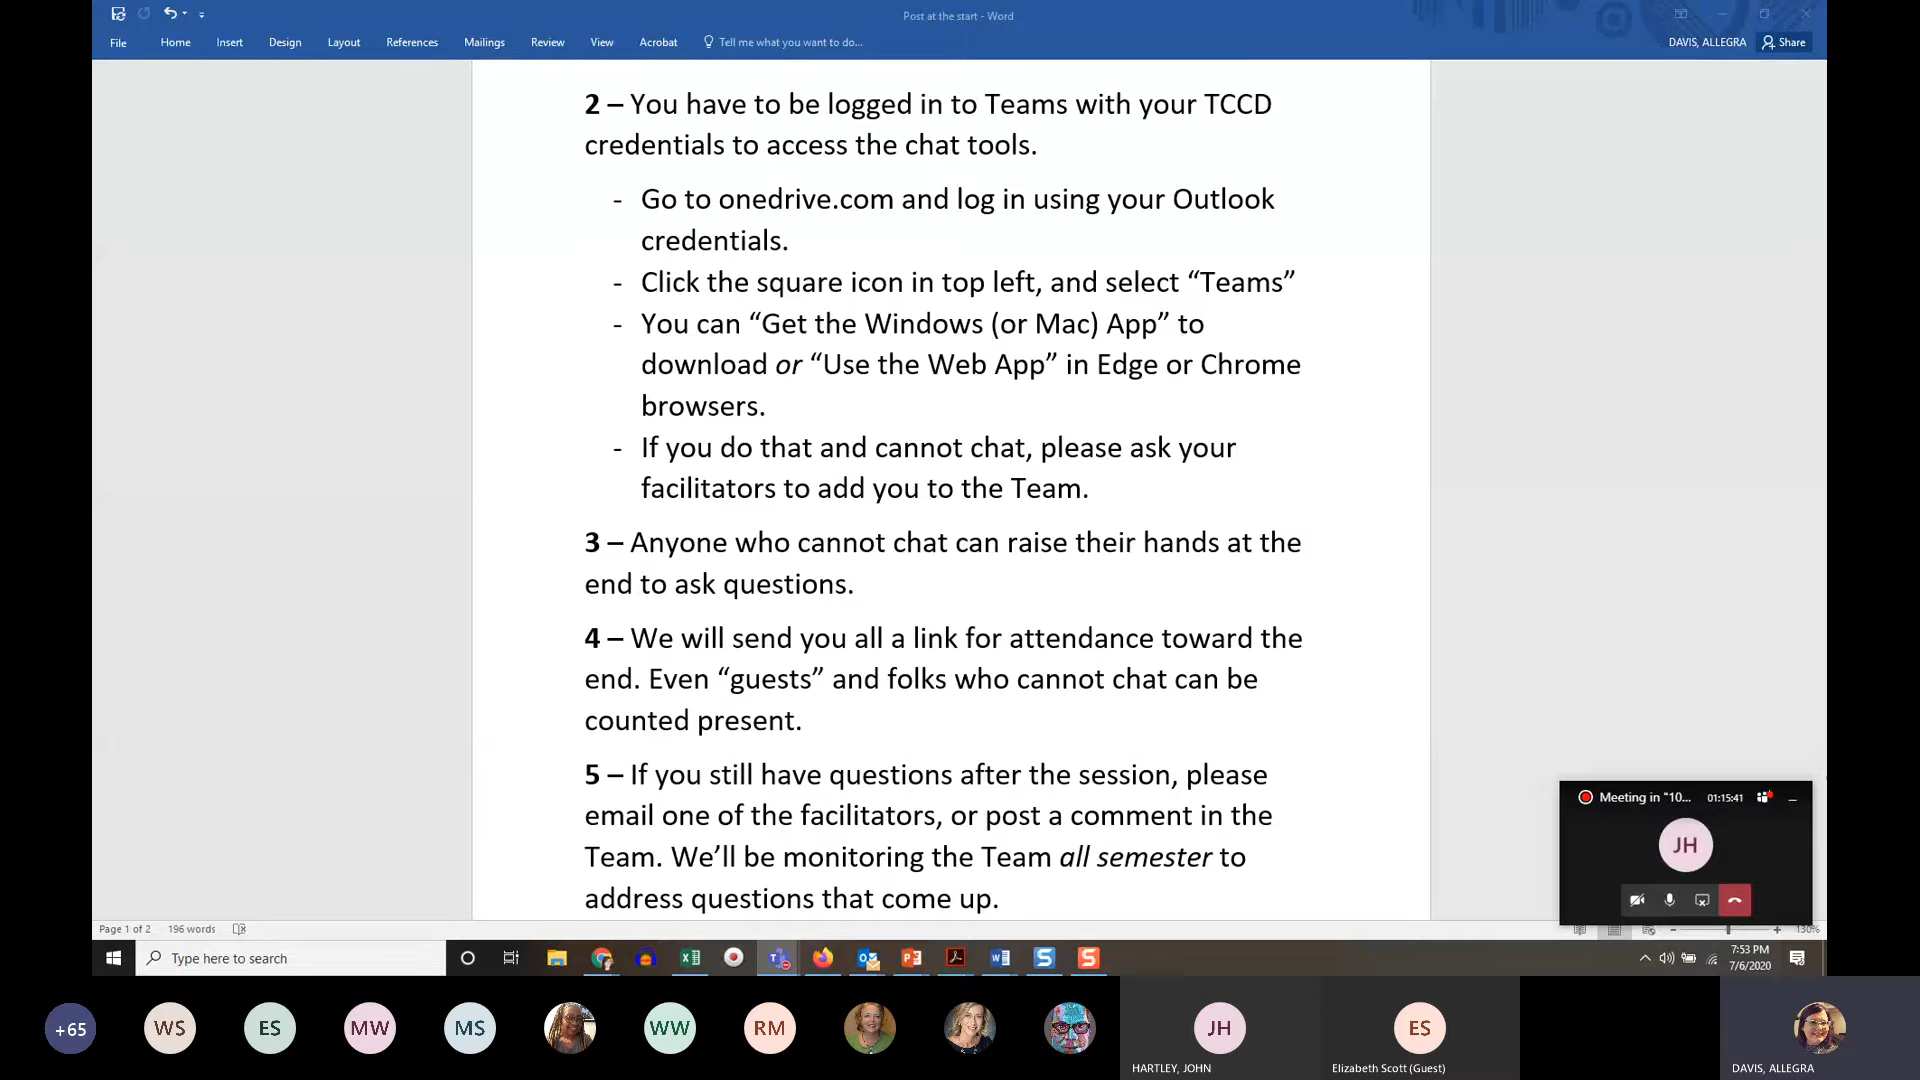 Post at the start - Word
File Home Insert Design Layout References Mailings Review View Acrobat Tell me what you want to do... DAVIS, ALLEGRA Share
2 – You have to be logged in to Teams with your TCCD
credentials to access the chat tools.
- Go to onedrive.com and log in using your Outlook
credentials.
- Click the square icon in top left, and select “Teams”
- You can “Get the Windows (or Mac) App” to
download or “Use the Web App” in Edge or Chrome
browsers.
- If you do that and cannot chat, please ask your
facilitators to add you to the Team.
3 – Anyone who cannot chat can raise their hands at the
end to ask questions.
4 – We will send you all a link for attendance toward the
end. Even “guests” and folks who cannot chat can be
counted present.
5 – If you still have questions after the session, please
email one of the facilitators, or post a comment in the
Team. We’ll be monitoring the Team all semester to
address questions that come up.
Meeting in "10... 01:15:41
JH
Page 1 of 2 196 words 130%
Type here to search
7:53 PM
7/6/2020
+65 WS ES MW MS WW RM JH ES
HARTLEY, JOHN Elizabeth Scott (Guest) DAVIS, ALLEGRA